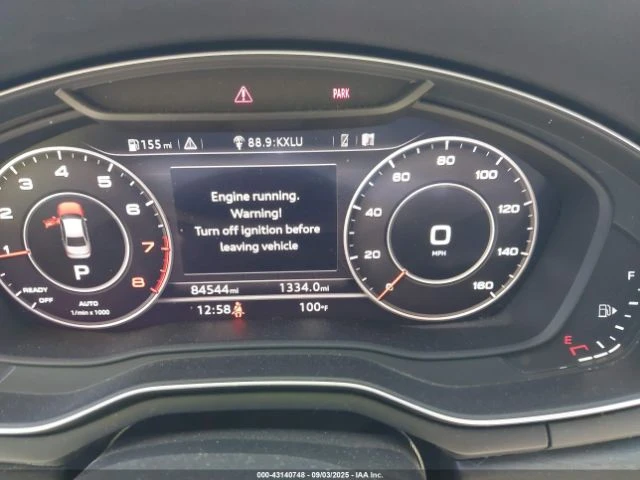 PARK
155 mi
88.9:KXLU
Engine running.
Warning!
Turn off ignition before
leaving vehicle
1 2 3 4 5 6 7 8
P
READY
OFF
AUTO
1/min x 1000
0 20 40 60 80 100 120 140 160
0
MPH
84544mi 1334.0mi
12:58 100°F
F
E
000-43140748 - 09/03/2025 - IAA Inc.